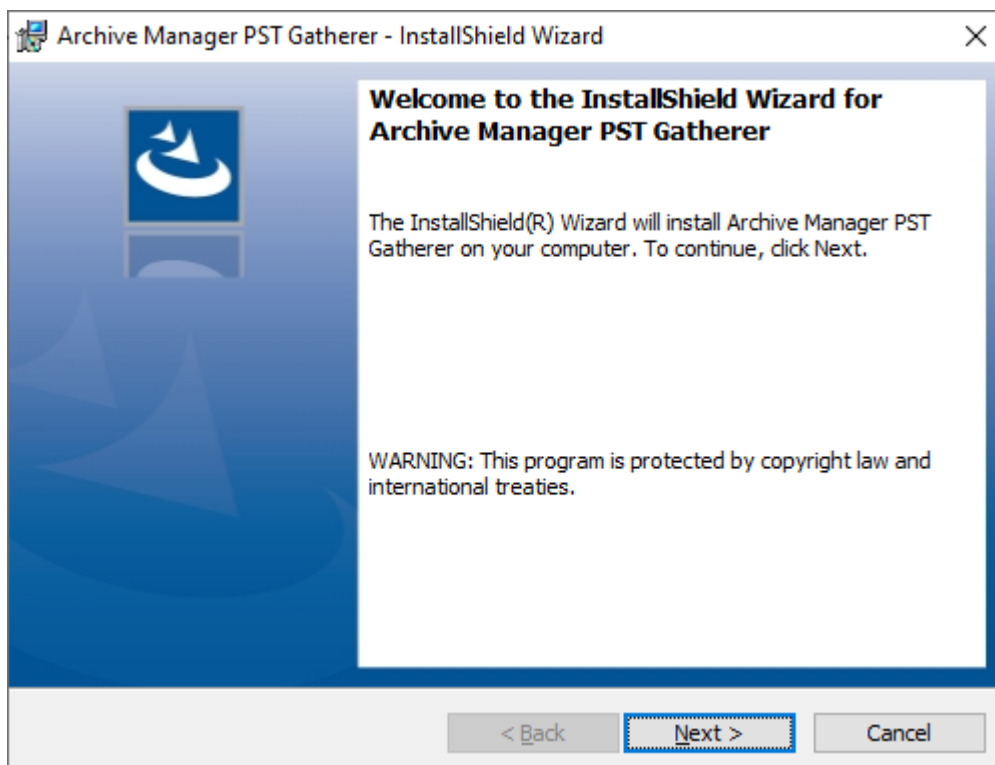 Archive Manager PST Gatherer - InstallShield Wizard
Welcome to the InstallShield Wizard for
Archive Manager PST Gatherer
The InstallShield(R) Wizard will install Archive Manager PST
Gatherer on your computer. To continue, click Next.
WARNING: This program is protected by copyright law and
international treaties.
< Back
Next >
Cancel